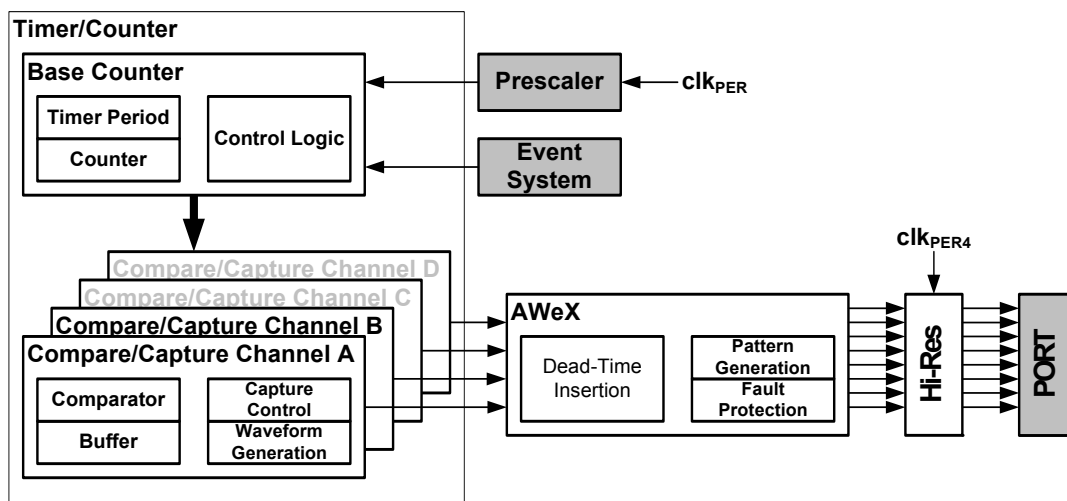 Timer/Counter
Base Counter
Timer Period
Counter
Control Logic
Prescaler
clkPER
Event
System
Compare/Capture Channel D
Compare/Capture Channel C
Compare/Capture Channel B
Compare/Capture Channel A
Comparator
Buffer
Capture
Control
Waveform
Generation
AWeX
Dead-Time
Insertion
Pattern
Generation
Fault
Protection
clkPER4
Hi-Res
PORT